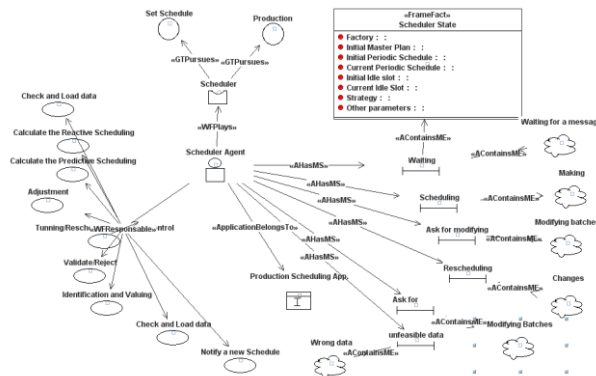 «FrameFact»
Scheduler State
Factory : :
Initial Master Plan : :
Initial Periodic Schedule : :
Current Periodic Schedule : :
Initial Idle slot : :
Current Idle Slot : :
Strategy : :
Other parameters : :
Set Schedule
Production
«GTPursues»
«GTPursues»
Scheduler
«WFPlays»
Scheduler Agent
Check and Load data
Calculate the Reactive Scheduling
Calculate the Predictive Scheduling
Adjustment
Tunning/Resch
«WFResponsable»
ntrol
Validate/Reject
Identification and Valuing
Check and Load data
Notify a new Schedule
«ApplicationBelongsTo»
Production Scheduling App.
«AHasMS»
«AHasMS»
«AHasMS»
«AHasMS»
«AHasMS»
«AHasMS»
Waiting
«AContainsME»
«AContainsME»
Waiting for a messag
Scheduling
«AContainsME»
Making
Ask for modifying
«AContainsME»
Modifying batches
Rescheduling
«AContainsME»
Changes
Ask for
«AContainsME»
Modifying Batches
unfeasible data
«AContainsME»
Wrong data